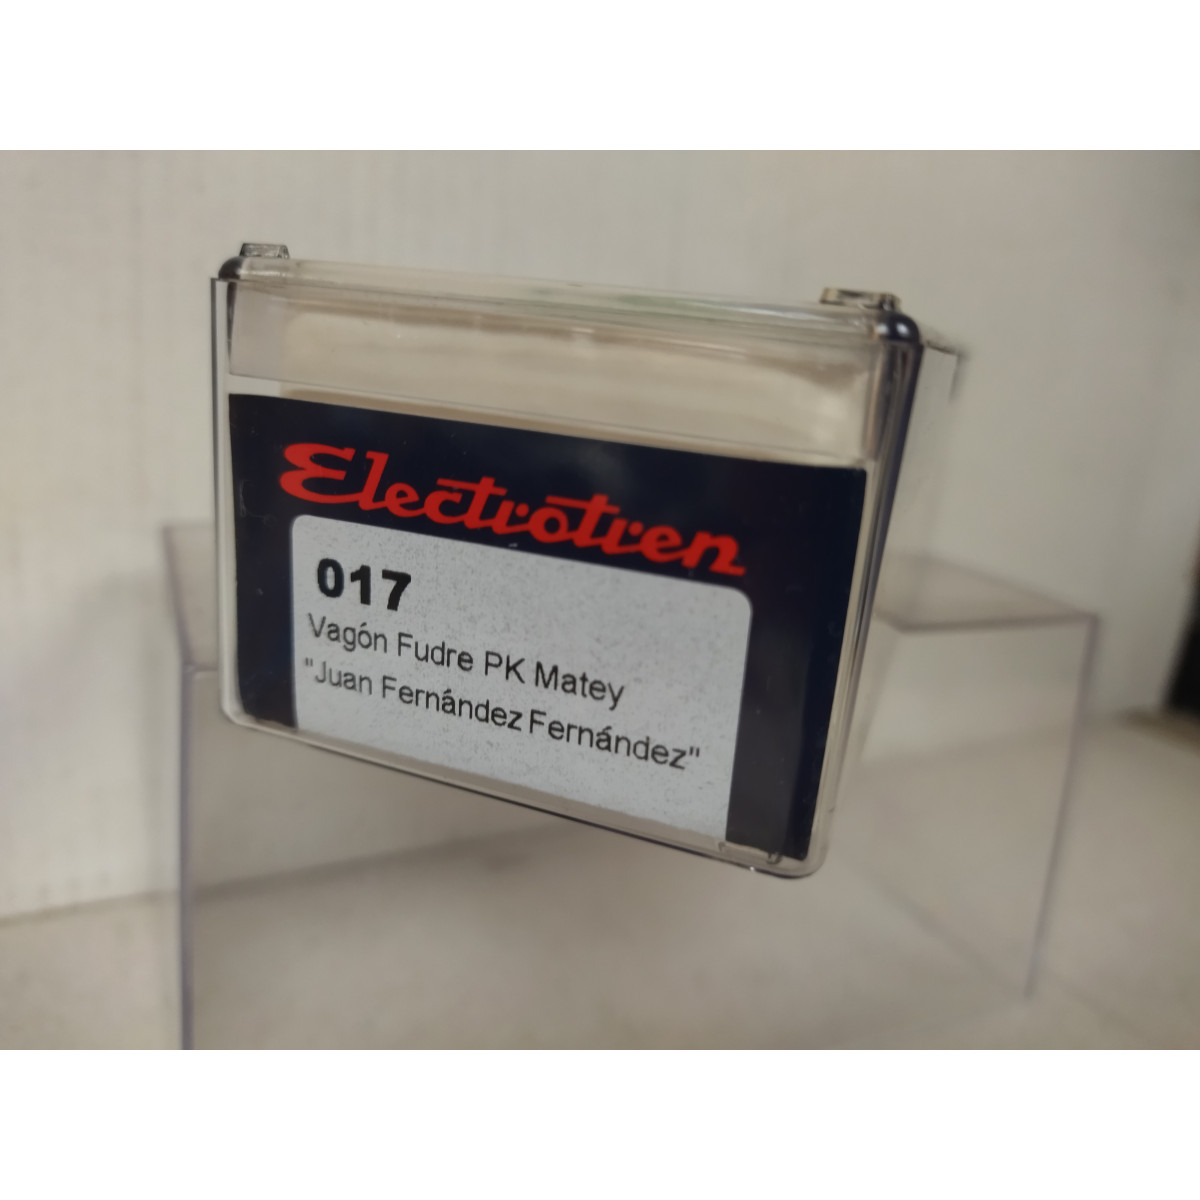 Electrotren
017
Vagón Fudre PK Matey
"Juan Fernández Fernández"